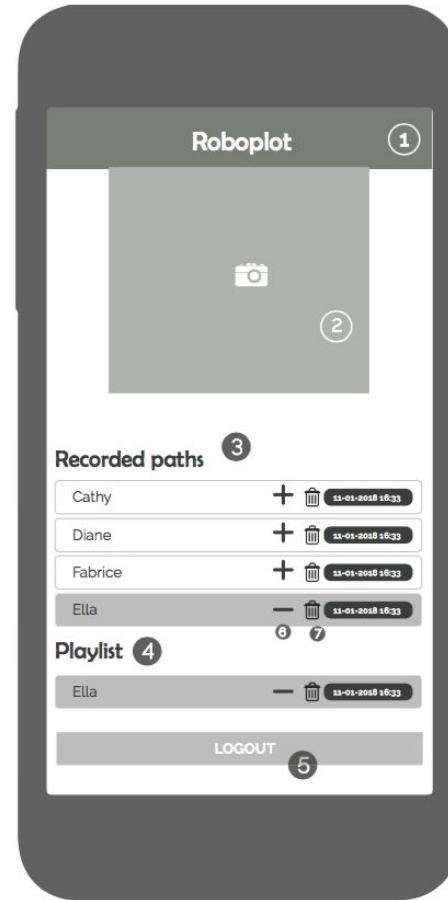 Roboplot 1
2
Recorded paths 3
Cathy 11-01-2018 16:33
Diane 11-01-2018 16:33
Fabrice 11-01-2018 16:33
Ella 11-01-2018 16:33
6 7
Playlist 4
Ella 11-01-2018 16:33
LOGOUT
5